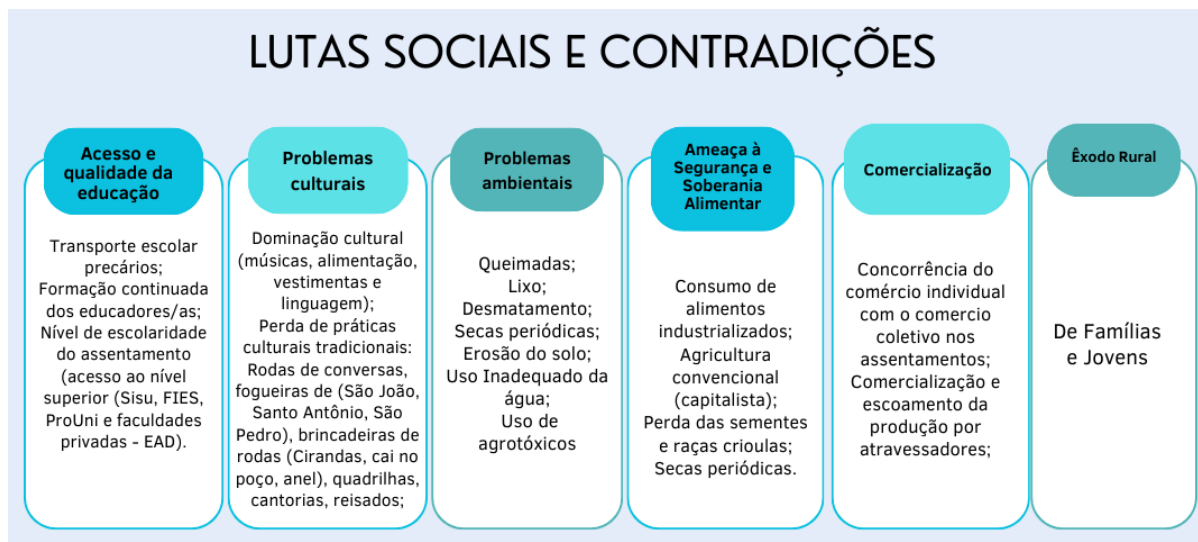 LUTAS SOCIAIS E CONTRADIÇÕES
Acesso e
qualidade da
educação
Transporte escolar
precários;
Formação continuada
dos educadores/as;
Nível de escolaridade
do assentamento
(acesso ao nível
superior (Sisu, FIES,
ProUni e faculdades
privadas - EAD).
Problemas
culturais
Dominação cultural
(músicas, alimentação,
vestimentas e
linguagem);
Perda de práticas
culturais tradicionais:
Rodas de conversas,
fogueiras de (São João,
Santo Antônio, São
Pedro), brincadeiras de
rodas (Cirandas, cai no
poço, anel), quadrilhas,
cantorias, reisados;
Problemas
ambientais
Queimadas;
Lixo;
Desmatamento;
Secas periódicas;
Erosão do solo;
Uso Inadequado da
água;
Uso de
agrotóxicos
Ameaça à
Segurança e
Soberania
Alimentar
Consumo de
alimentos
industrializados;
Agricultura
convencional
(capitalista);
Perda das sementes
e raças crioulas;
Secas periódicas.
Comercialização
Concorrência do
comércio individual
com o comercio
coletivo nos
assentamentos;
Comercialização e
escoamento da
produção por
atravessadores;
Êxodo Rural
De Famílias
e Jovens